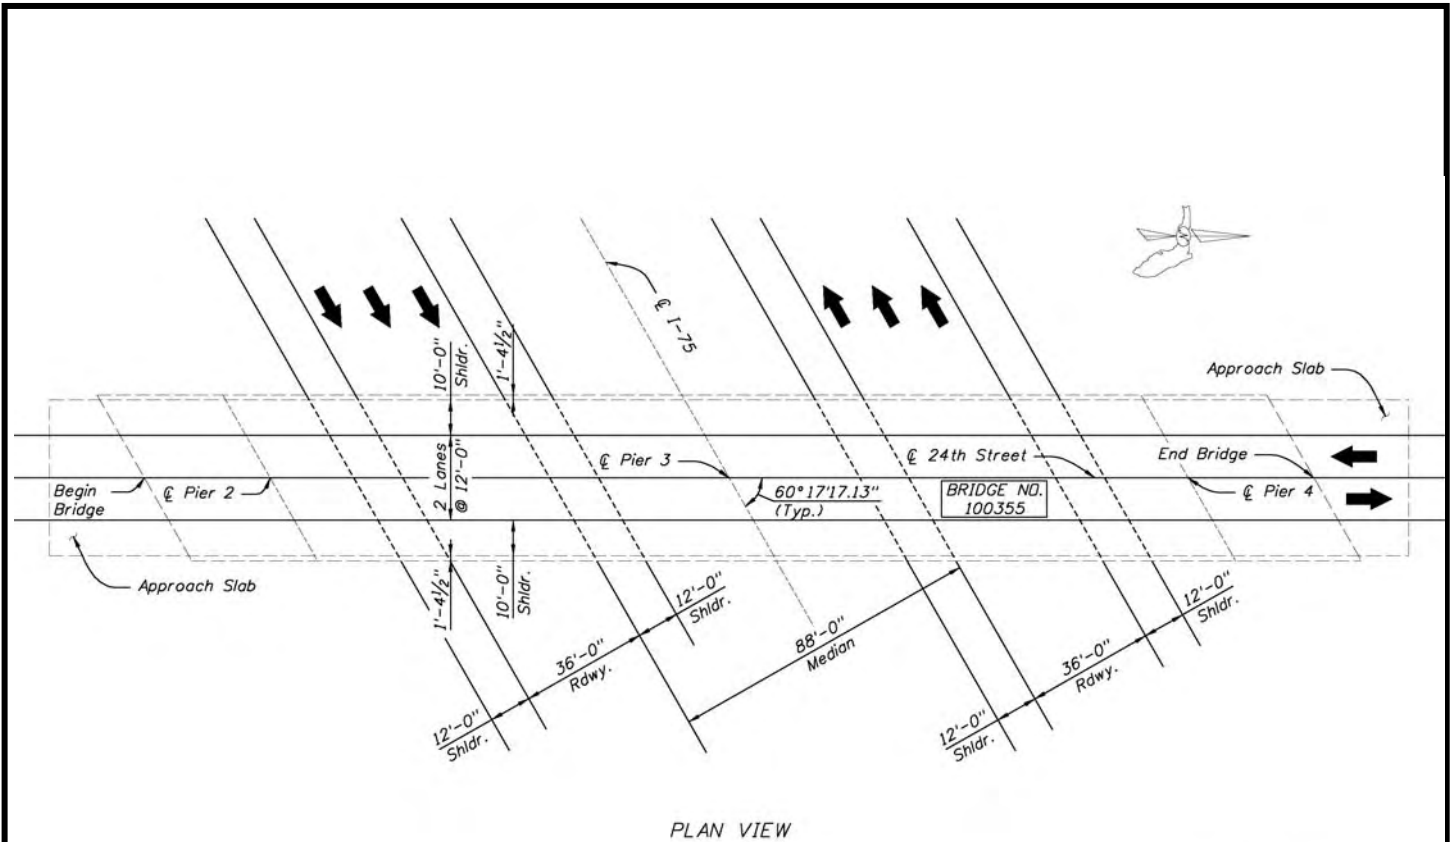 ℄ I-75
10'-0"
Shldr.
1'-4½"
N
Approach Slab
2 Lanes
@ 12'-0"
℄ Pier 3
℄ 24th Street
End Bridge
Begin
Bridge
℄ Pier 2
60°17'17.13"
(Typ.)
BRIDGE NO.
100355
℄ Pier 4
Approach Slab
1'-4½"
10'-0"
Shldr.
12'-0"
Shldr.
36'-0"
Rdwy.
12'-0"
Shldr.
88'-0"
Median
12'-0"
Shldr.
36'-0"
Rdwy.
12'-0"
Shldr.
PLAN VIEW